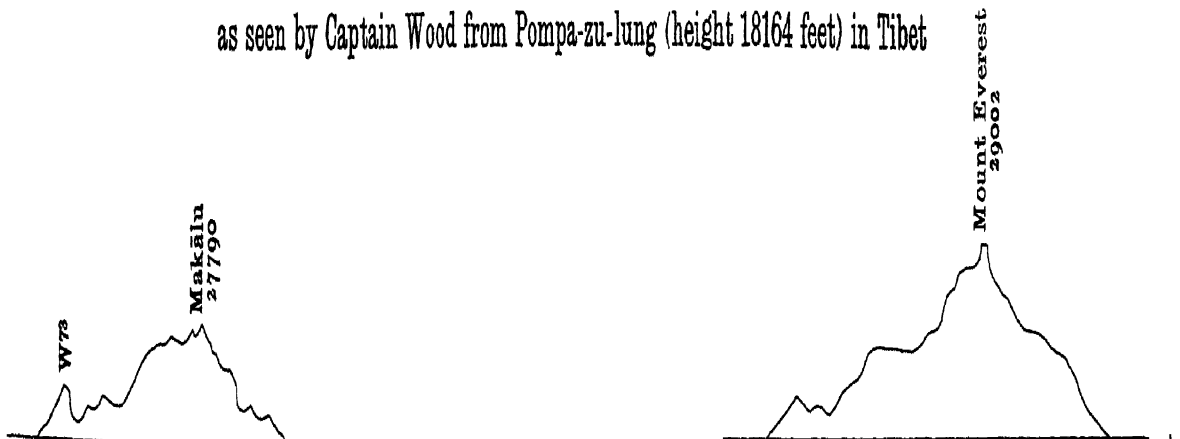 as seen by Captain Wood from Pompa-zu-lung (height 18164 feet) in Tibet
W73
Makālu
27790
Mount Everest
29002